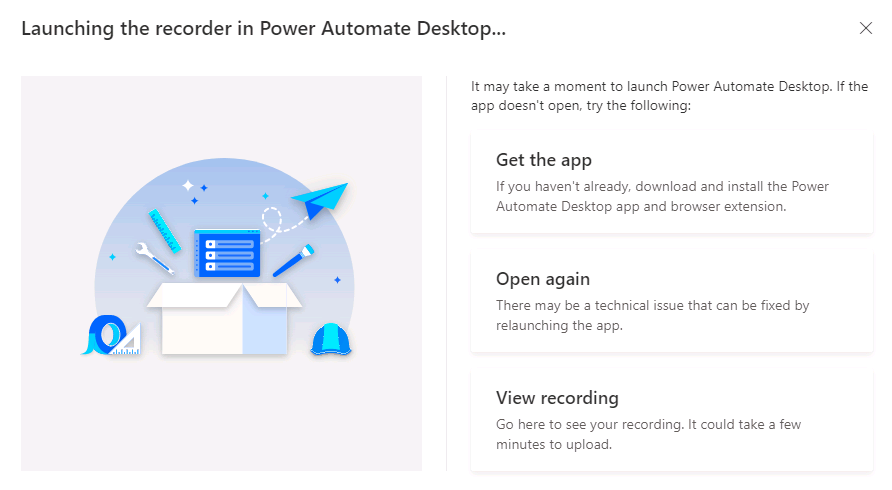 Launching the recorder in Power Automate Desktop...
It may take a moment to launch Power Automate Desktop. If the
app doesn't open, try the following:
Get the app
If you haven't already, download and install the Power
Automate Desktop app and browser extension.
Open again
There may be a technical issue that can be fixed by
relaunching the app.
View recording
Go here to see your recording. It could take a few
minutes to upload.